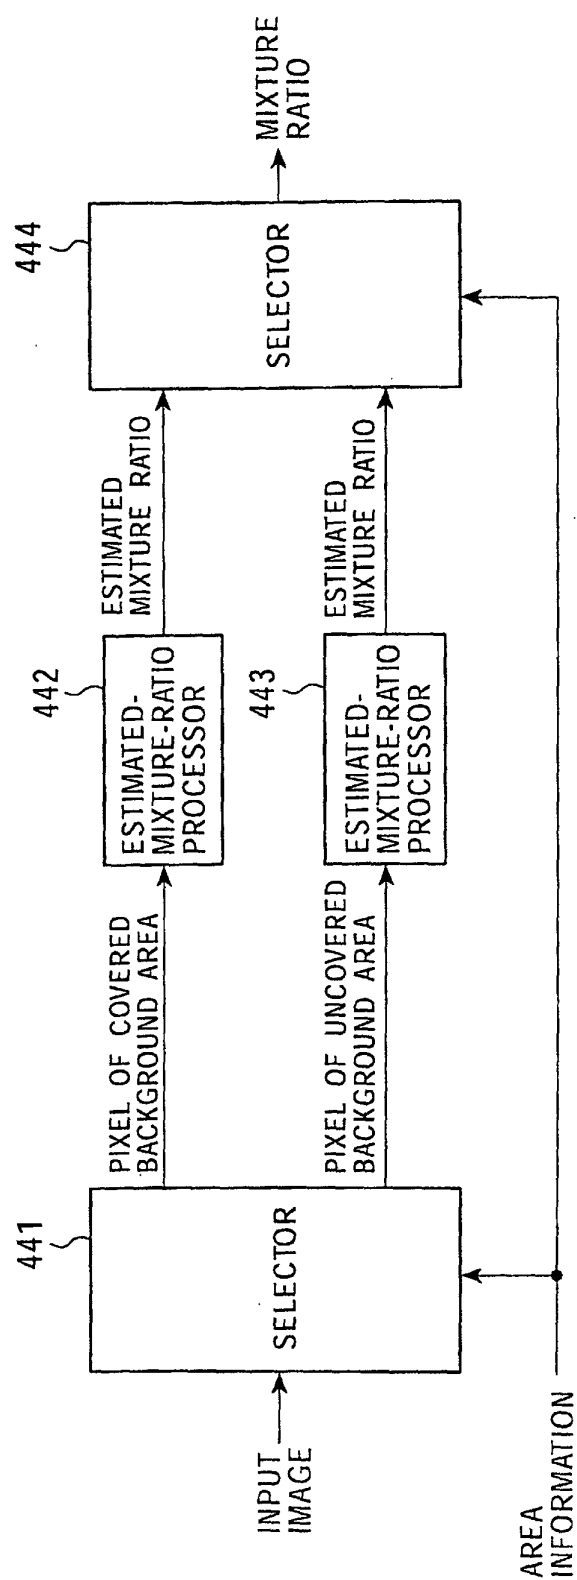 INPUT
IMAGE
441
SELECTOR
PIXEL OF COVERED
BACKGROUND AREA
PIXEL OF UNCOVERED
BACKGROUND AREA
442
ESTIMATED-
MIXTURE-RATIO
PROCESSOR
443
ESTIMATED-
MIXTURE-RATIO
PROCESSOR
ESTIMATED
MIXTURE RATIO
ESTIMATED
MIXTURE RATIO
444
SELECTOR
MIXTURE
RATIO
AREA
INFORMATION